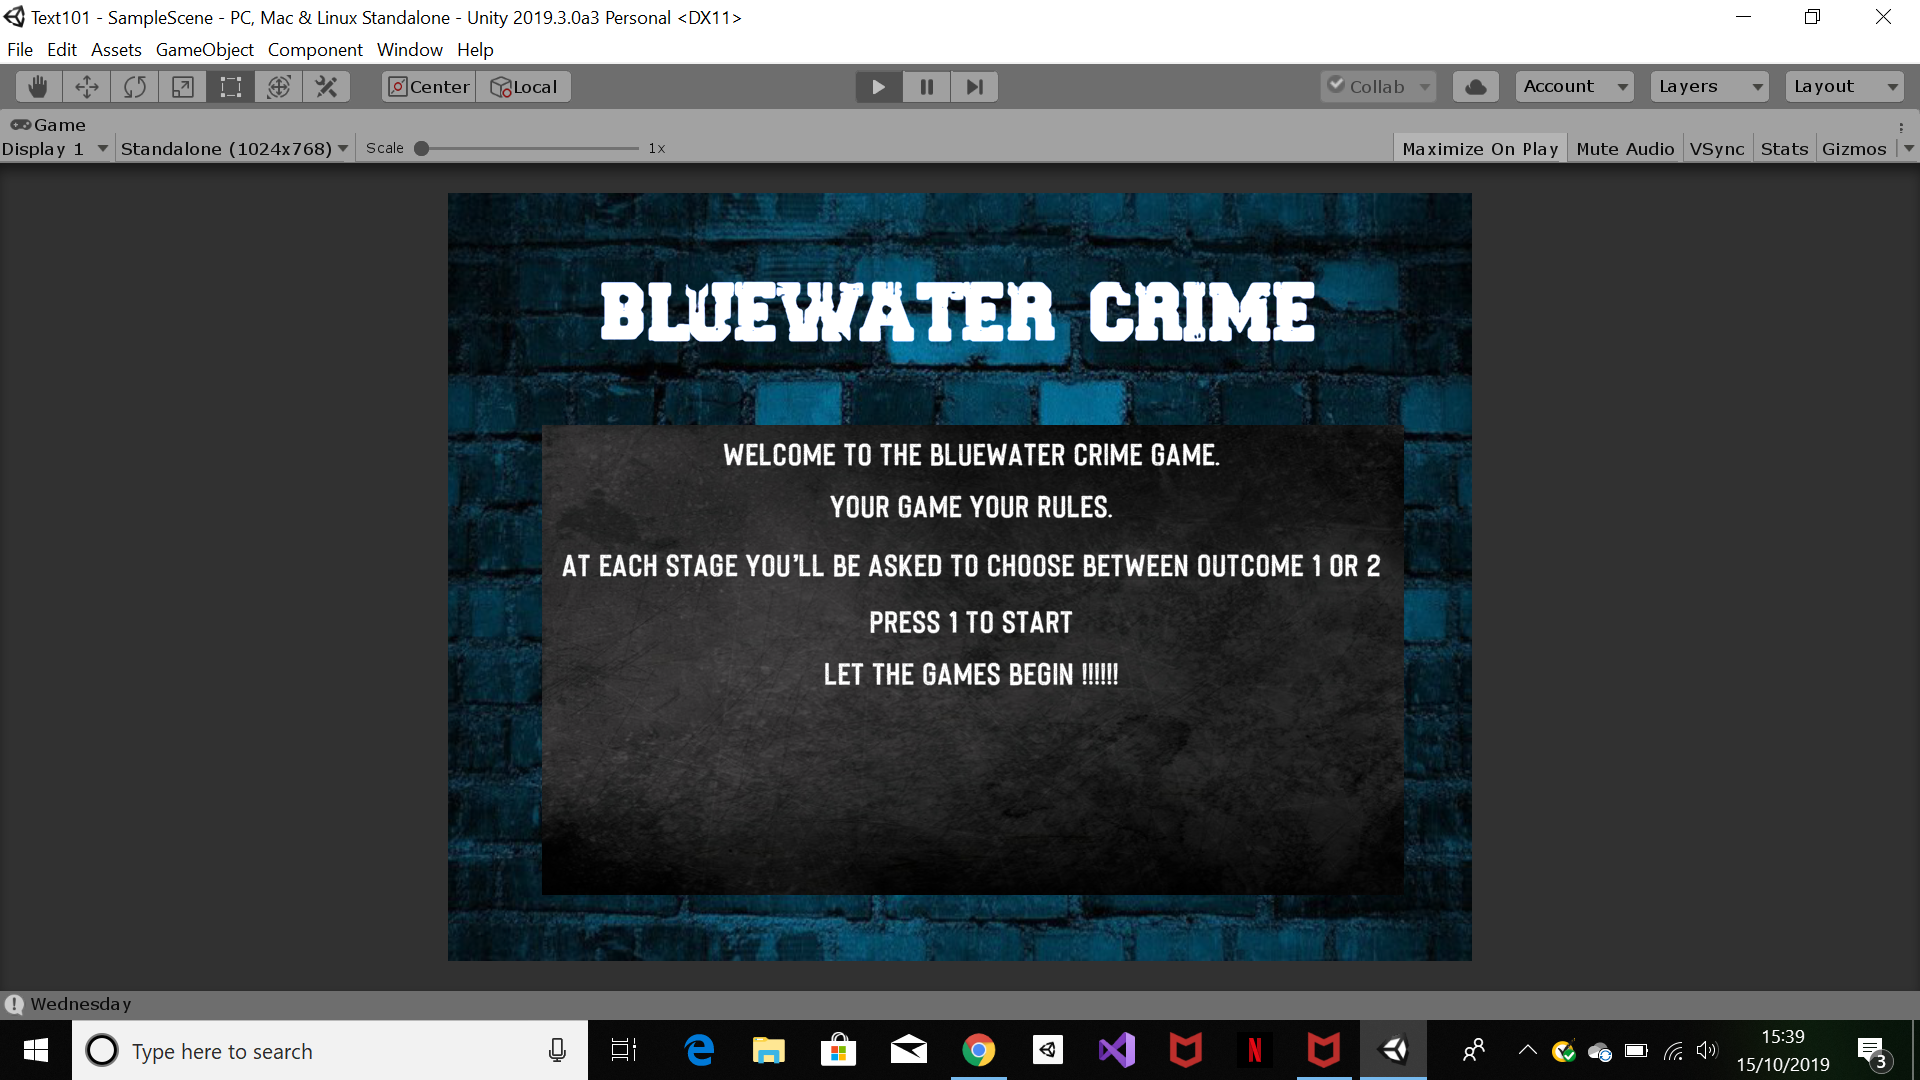 Text101 - SampleScene - PC, Mac & Linux Standalone - Unity 2019.3.0a3 Personal <DX11>
File Edit Assets GameObject Component Window Help
Center Local Collab Account Layers Layout
Game
Display 1 Standalone (1024x768) Scale 1x Maximize On Play Mute Audio VSync Stats Gizmos
BLUEWATER CRIME
WELCOME TO THE BLUEWATER CRIME GAME.
YOUR GAME YOUR RULES.
AT EACH STAGE YOU'LL BE ASKED TO CHOOSE BETWEEN OUTCOME 1 OR 2
PRESS 1 TO START
LET THE GAMES BEGIN !!!!!!
Wednesday
Type here to search
N
15:39
15/10/2019
3